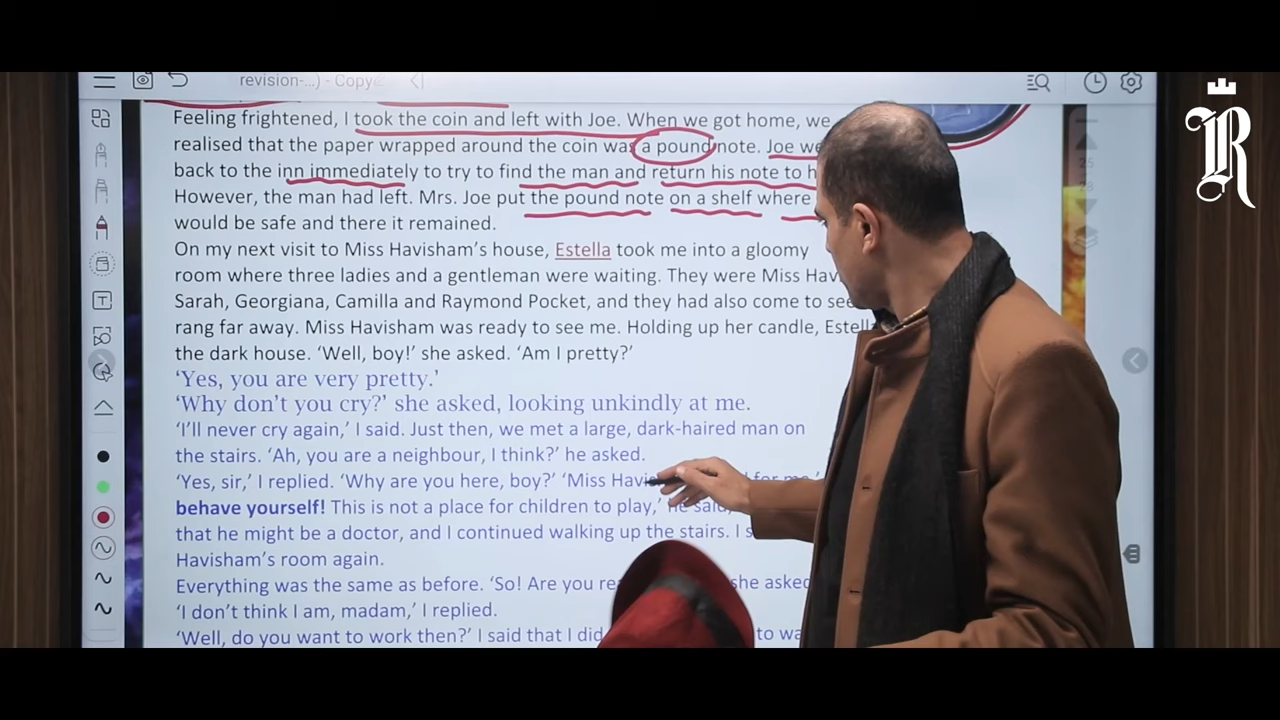 revision-...) - Copy
R
Feeling frightened, I took the coin and left with Joe. When we got home, we
realised that the paper wrapped around the coin was a pound note. Joe we
back to the inn immediately to try to find the man and return his note to h
However, the man had left. Mrs. Joe put the pound note on a shelf where
would be safe and there it remained.
25
26
On my next visit to Miss Havisham's house, Estella took me into a gloomy
room where three ladies and a gentleman were waiting. They were Miss Hav
Sarah, Georgiana, Camilla and Raymond Pocket, and they had also come to see
rang far away. Miss Havisham was ready to see me. Holding up her candle, Estell
the dark house. ‘Well, boy!’ she asked. ‘Am I pretty?’
‘Yes, you are very pretty.’
‘Why don't you cry?’ she asked, looking unkindly at me.
‘I'll never cry again,’ I said. Just then, we met a large, dark-haired man on
the stairs. ‘Ah, you are a neighbour, I think?’ he asked.
‘Yes, sir,’ I replied. ‘Why are you here, boy?’ ‘Miss Havi for me,’
behave yourself! This is not a place for children to play,’ he said,
that he might be a doctor, and I continued walking up the stairs. I s
Havisham's room again.
Everything was the same as before. ‘So! Are you re she asked
‘I don't think I am, madam,’ I replied.
‘Well, do you want to work then?’ I said that I did to wa